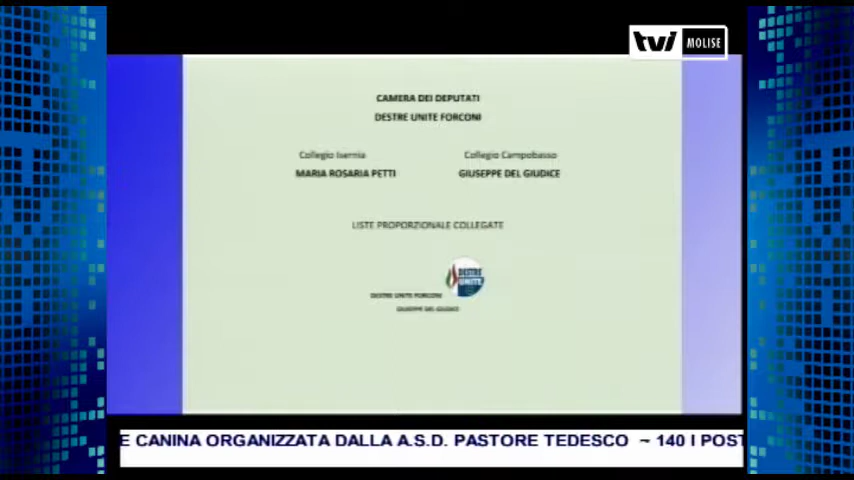 tvi MOLISE
CAMERA DEI DEPUTATI
DESTRE UNITE FORCONI
Collegio Isernia
Collegio Campobasso
MARIA ROSARIA PETTI
GIUSEPPE DEL GIUDICE
LISTE PROPORZIONALE COLLEGATE
DESTRE
UNITE
DESTRE UNITE FORCONI
GIUSEPPE DEL GIUDICE
E CANINA ORGANIZZATA DALLA A.S.D. PASTORE TEDESCO ~ 140 I POST